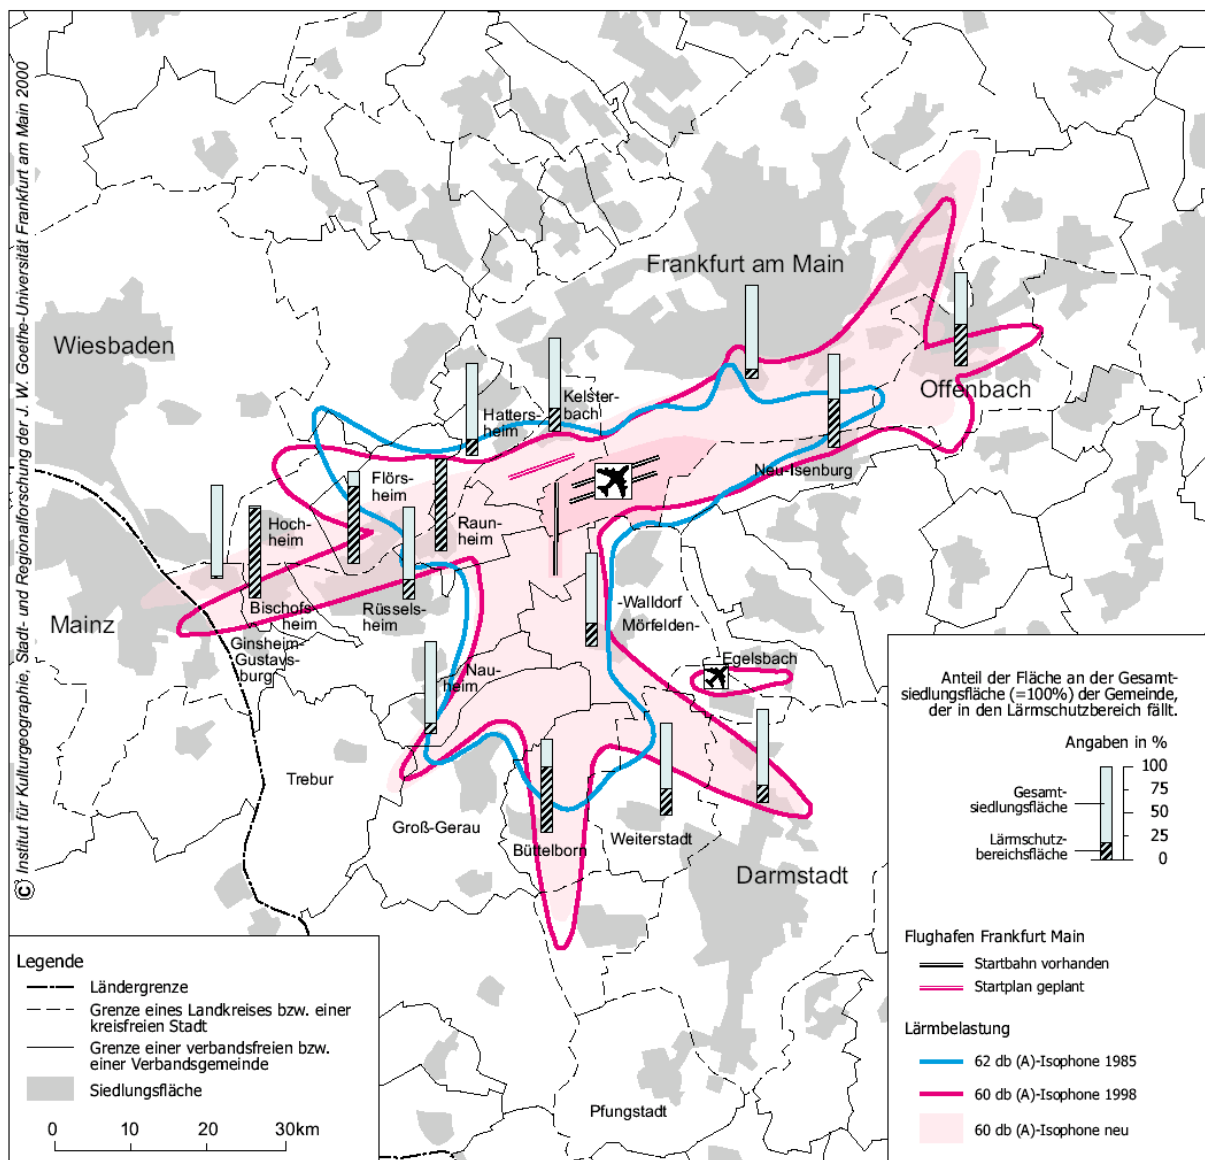 © Institut für Kulturgeographie, Stadt- und Regionalforschung der J. W. Goethe-Universität Frankfurt am Main 2000
Frankfurt am Main
Wiesbaden
Offenbach
Kelster-
bach
Hatters-
heim
Neu-Isenburg
Flörs-
heim
Raun-
heim
Hoch-
heim
Mainz
Bischofs-
heim
Rüssels-
heim
Ginsheim-
Gustavs-
burg
-Walldorf
Mörfelden-
Nau-
heim
Egelsbach
Trebur
Groß-Gerau
Büttelborn
Weiterstadt
Darmstadt
Pfungstadt
Anteil der Fläche an der Gesamt-
siedlungsfläche (=100%) der Gemeinde,
der in den Lärmschutzbereich fällt.
Angaben in %
100
75
50
25
0
Gesamt-
siedlungsfläche
Lärmschutz-
bereichsfläche
Flughafen Frankfurt Main
Startbahn vorhanden
Startplan geplant
Lärmbelastung
62 db (A)-Isophone 1985
60 db (A)-Isophone 1998
60 db (A)-Isophone neu
Legende
Ländergrenze
Grenze eines Landkreises bzw. einer
kreisfreien Stadt
Grenze einer verbandsfreien bzw.
einer Verbandsgemeinde
Siedlungsfläche
0 10 20 30km